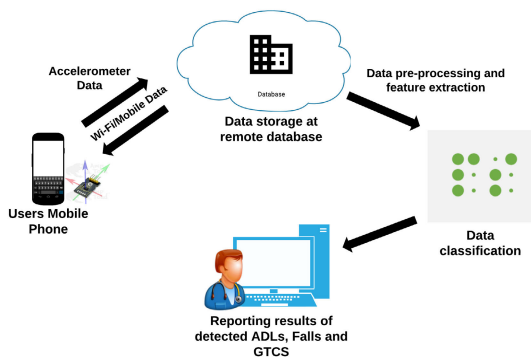 Accelerometer
Data
Wi-Fi/Mobile Data
Database
Data storage at
remote database
Data pre-processing and
feature extraction
Users Mobile
Phone
Data
classification
Reporting results of
detected ADLs, Falls and
GTCS